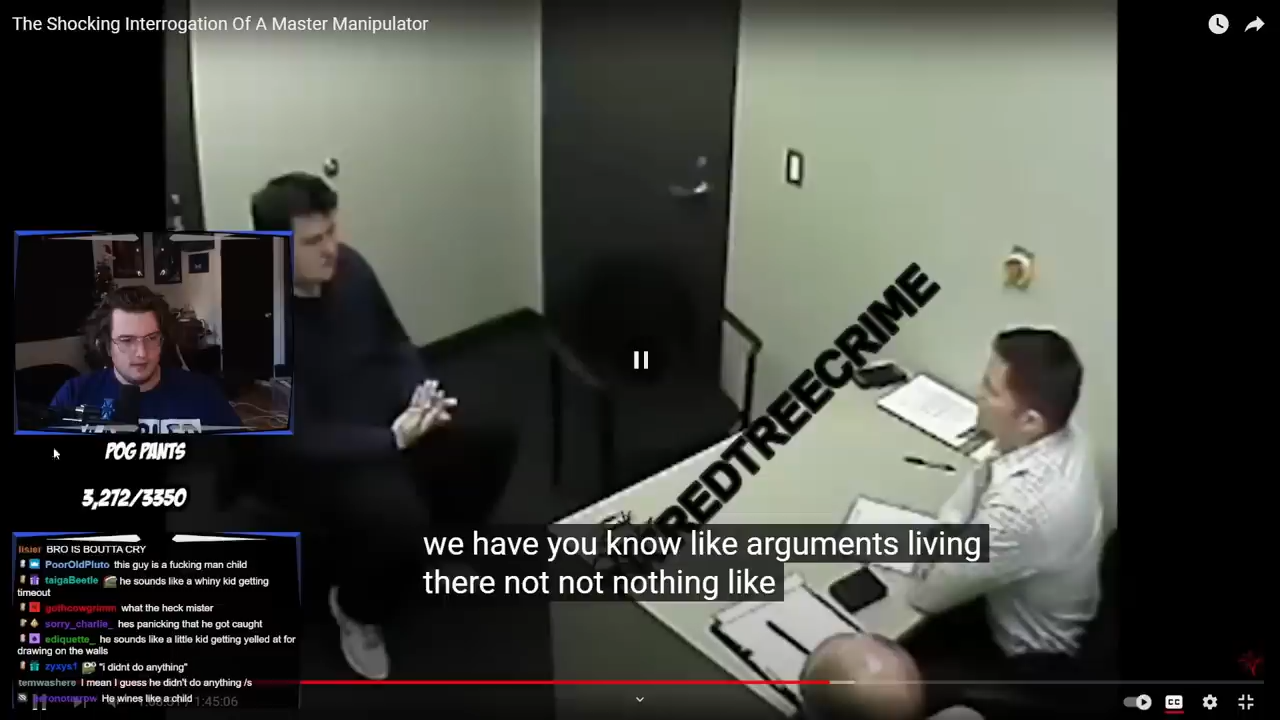 The Shocking Interrogation Of A Master Manipulator
REDTREECRIME
we have you know like arguments living
there not not nothing like
POG PANTS
3,272/3350
lisier BRO IS BOUTTA CRY
PoorOldPluto this guy is a fucking man child
taigaBeetle he sounds like a whiny kid getting
timeout
gothcowgrimm what the heck mister
sorry_charlie_ hes panicking that he got caught
ediquette_ he sounds like a little kid getting yelled at for
drawing on the walls
zyxys1 "i didnt do anything"
temwashere I mean I guess he didn't do anything /s
He wines like a child
1:45:06
CC